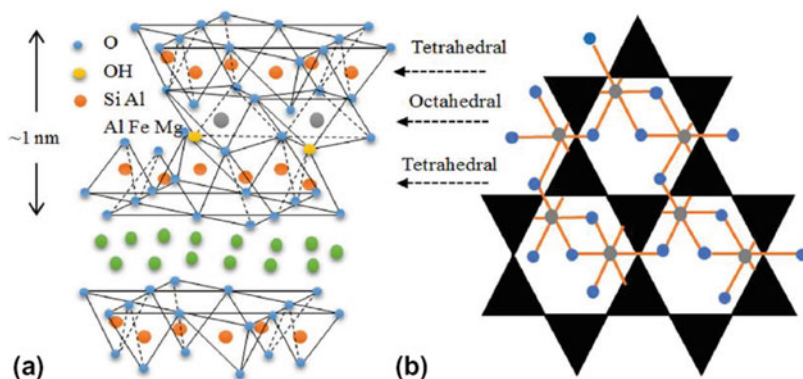 O
OH
Si Al
Al Fe Mg
~1 nm
Tetrahedral
Octahedral
Tetrahedral
(a)
(b)